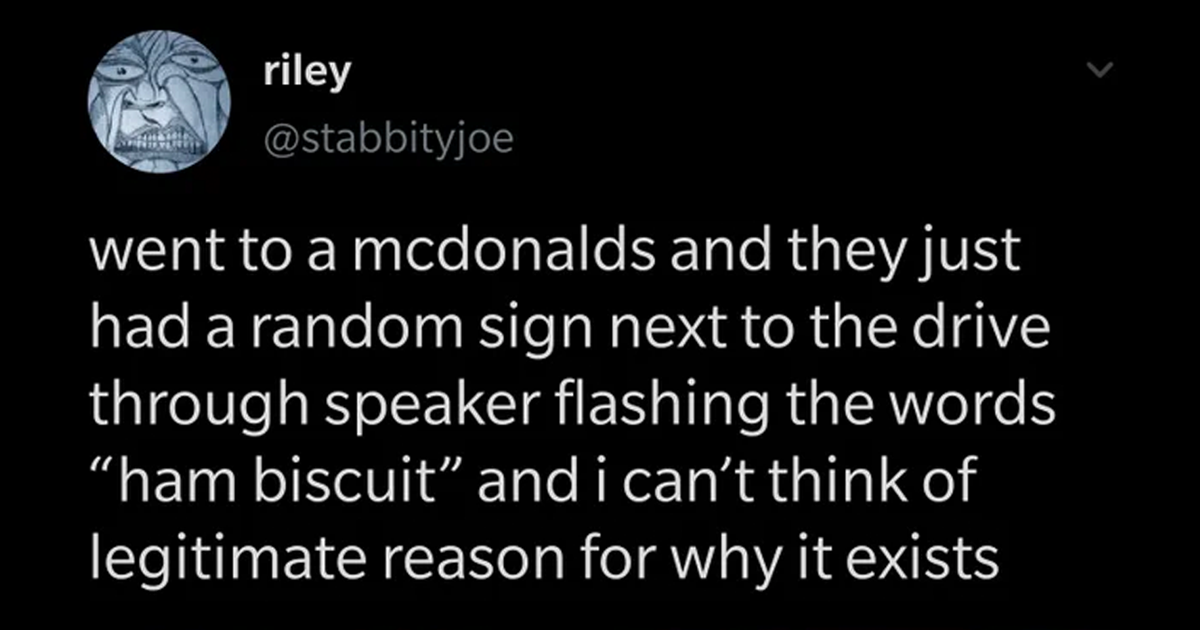 riley
@stabbityjoe
went to a mcdonalds and they just
had a random sign next to the drive
through speaker flashing the words
“ham biscuit” and i can’t think of
legitimate reason for why it exists